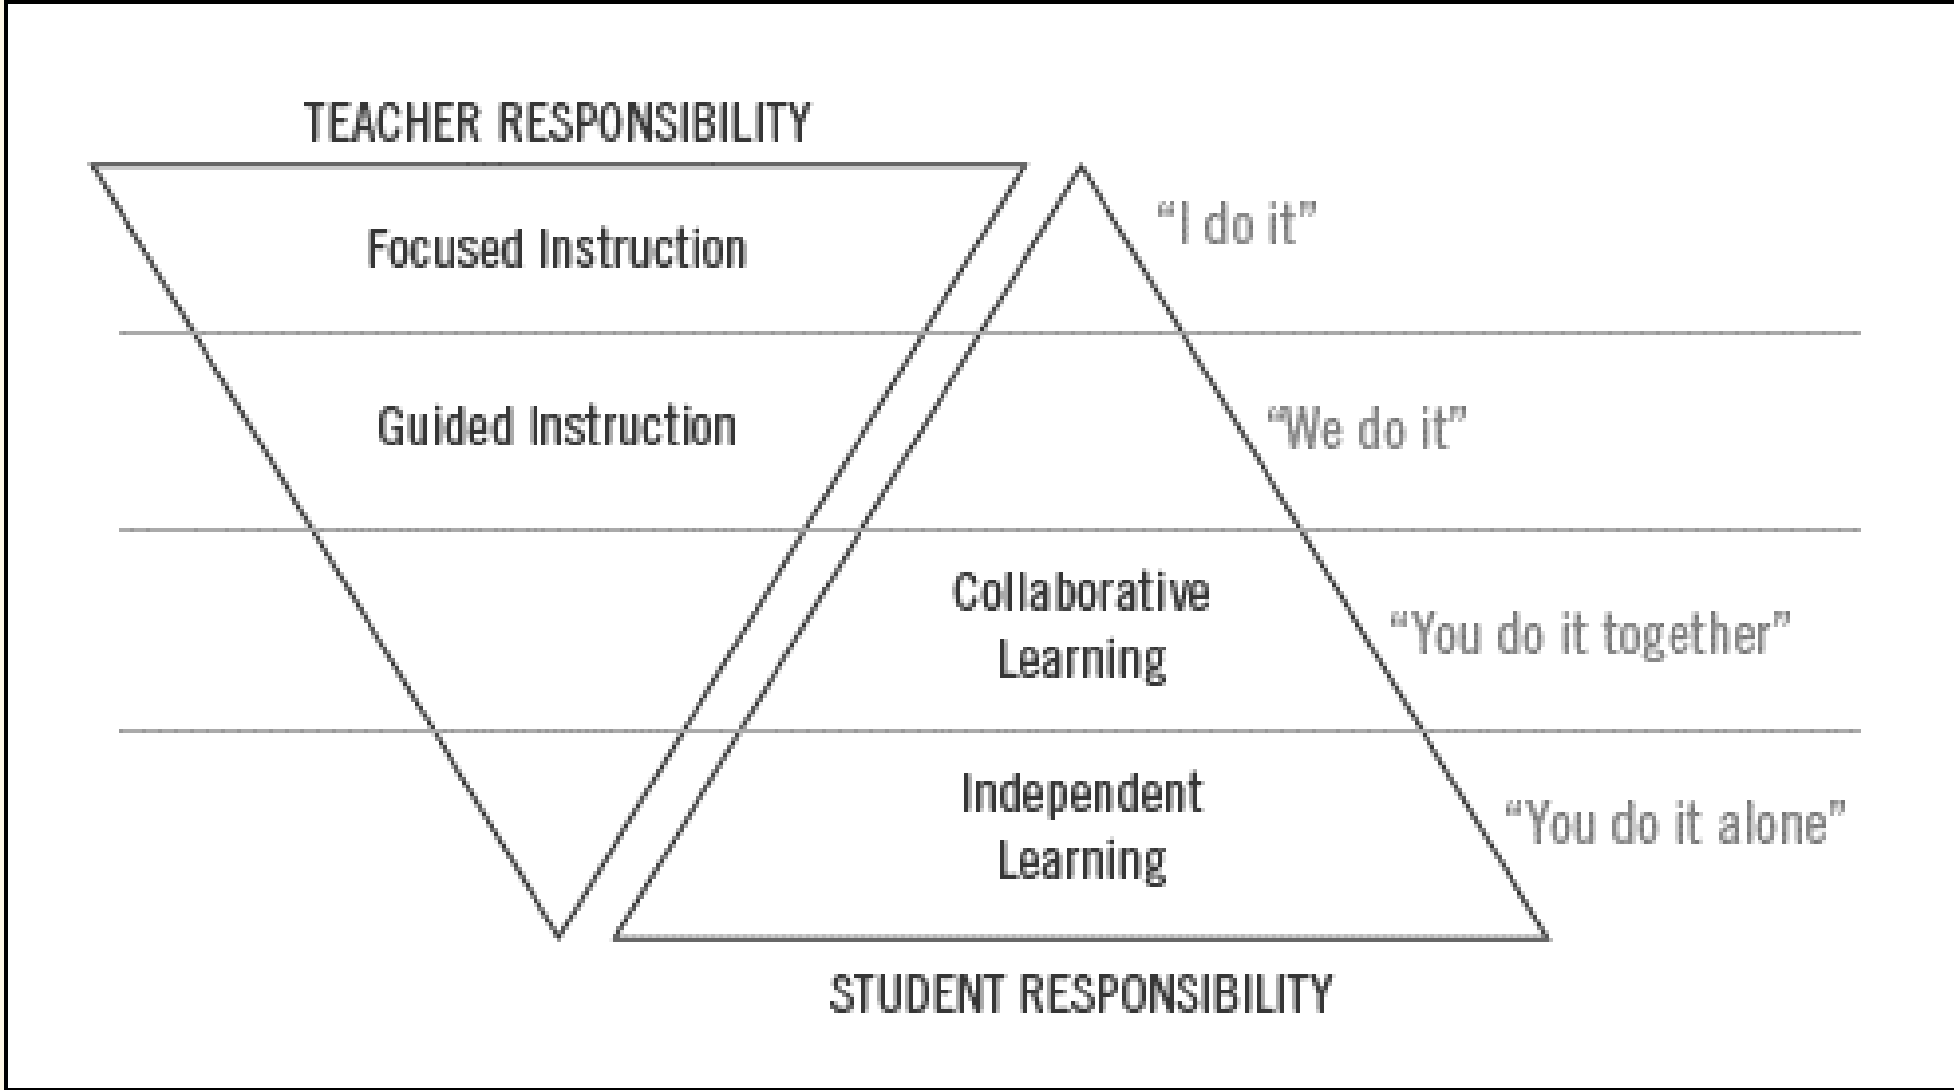 TEACHER RESPONSIBILITY
Focused Instruction
“I do it”
Guided Instruction
“We do it”
Collaborative
Learning
“You do it together”
Independent
Learning
“You do it alone”
STUDENT RESPONSIBILITY